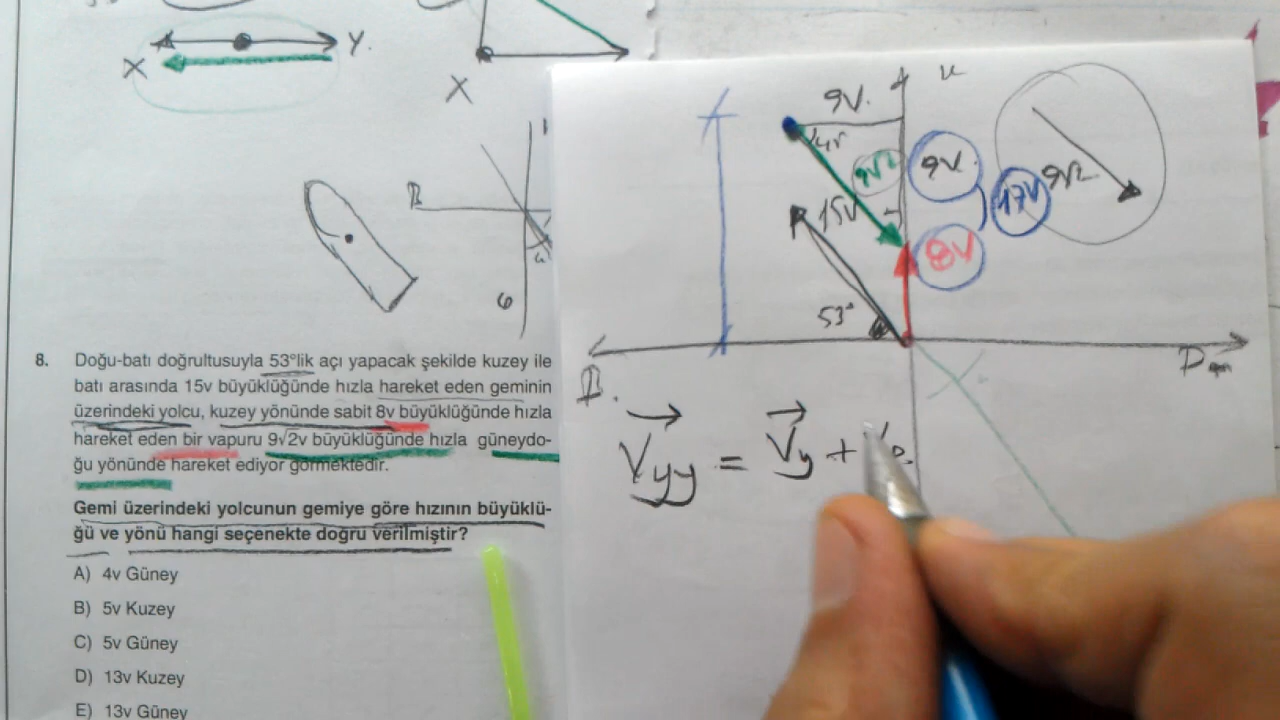 X
Y.
X
B
G
8. Doğu-batı doğrultusuyla 53°lik açı yapacak şekilde kuzey ile
batı arasında 15v büyüklüğünde hızla hareket eden geminin
üzerindeki yolcu, kuzey yönünde sabit 8v büyüklüğünde hızla
hareket eden bir vapuru 9√2v büyüklüğünde hızla güneydo-
ğu yönünde hareket ediyor görmektedir.
Gemi üzerindeki yolcunun gemiye göre hızının büyüklü-
ğü ve yönü hangi seçenekte doğru verilmiştir?
A) 4v Güney
B) 5v Kuzey
C) 5v Güney
D) 13v Kuzey
E) 13v Güney
9V.
9√2
9V
17V
9√2
15V
8V
53°
B.
D
Vyy = Vy +